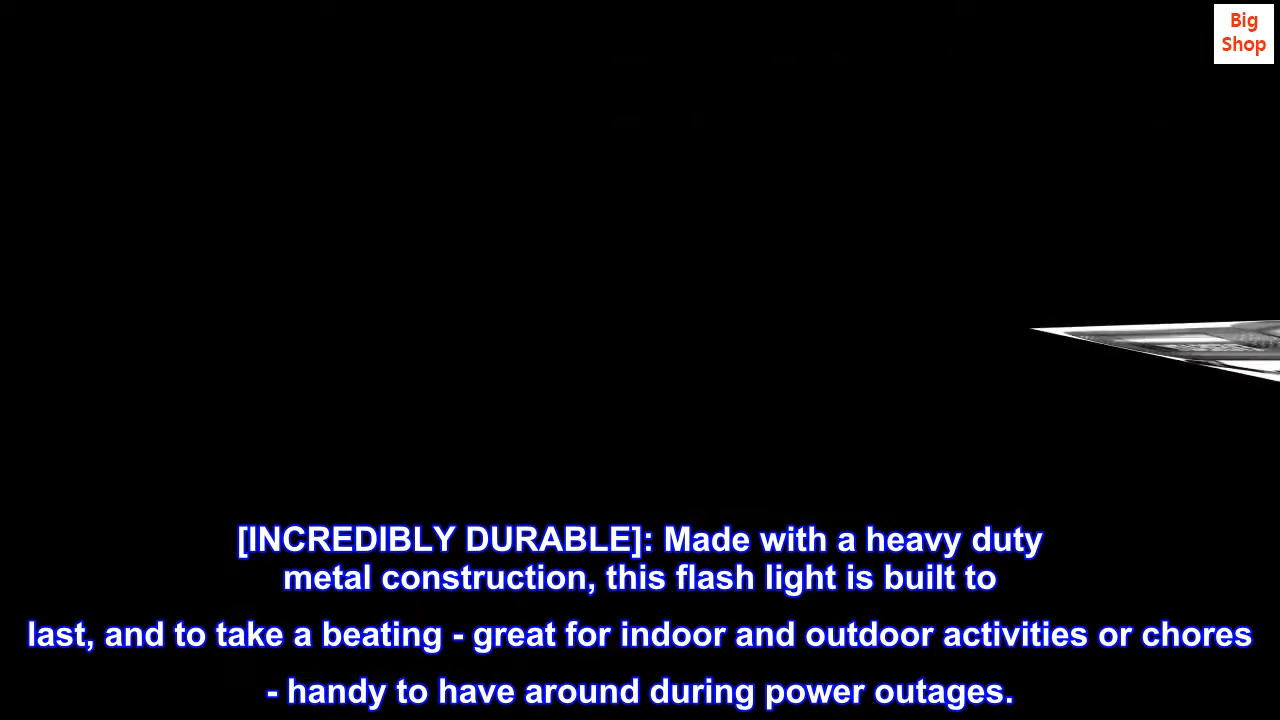 Big
Shop
[INCREDIBLY DURABLE]: Made with a heavy duty
metal construction, this flash light is built to
last, and to take a beating - great for indoor and outdoor activities or chores
- handy to have around during power outages.